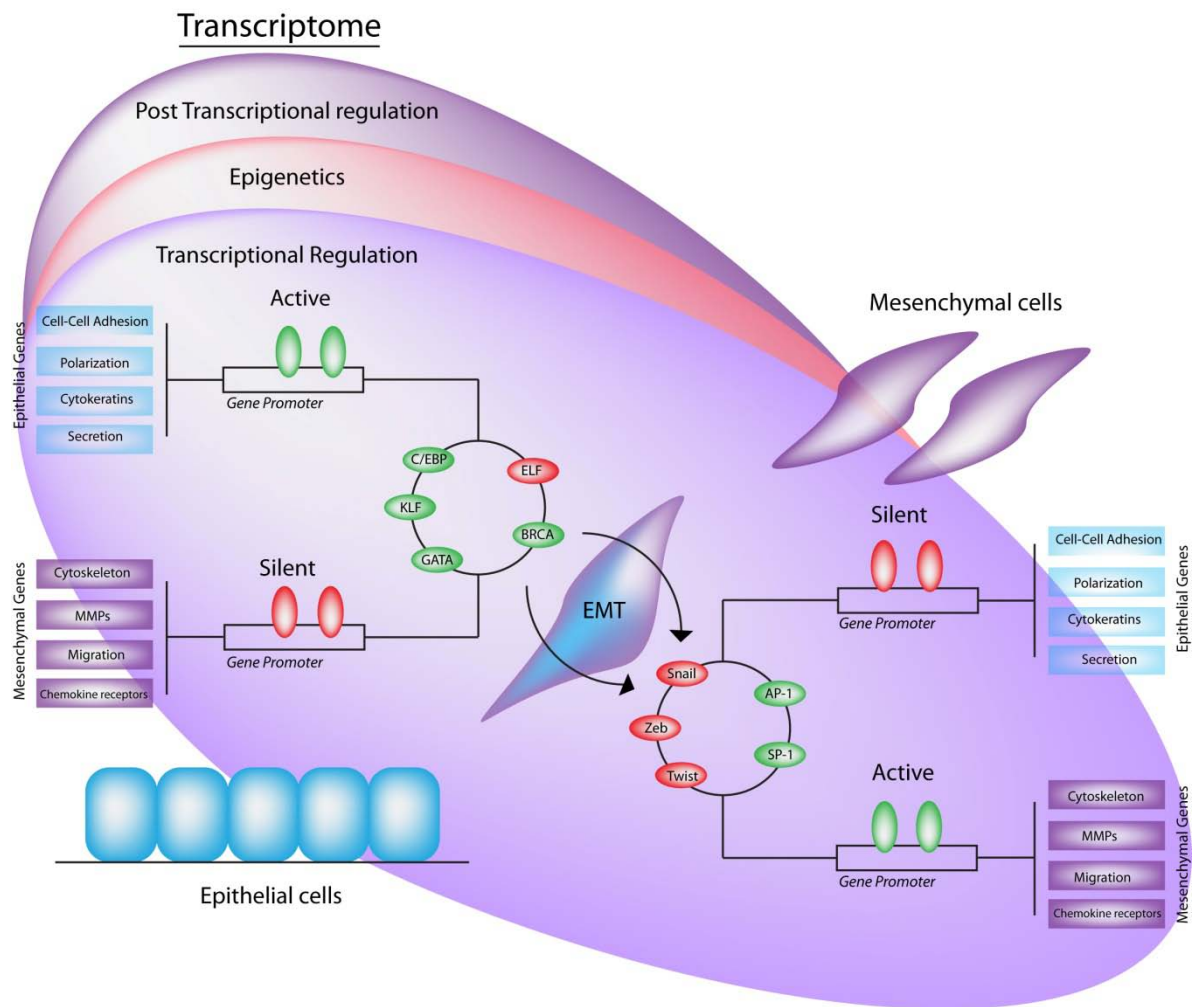 Transcriptome
Post Transcriptional regulation
Epigenetics
Transcriptional Regulation
Active
Epithelial Genes
Cell-Cell Adhesion
Polarization
Cytokeratins
Secretion
Gene Promoter
Mesenchymal cells
C/EBP
ELF
KLF
BRCA
GATA
Silent
Mesenchymal Genes
Cytoskeleton
MMPs
Migration
Chemokine receptors
Gene Promoter
EMT
Silent
Gene Promoter
Cell-Cell Adhesion
Polarization
Cytokeratins
Secretion
Epithelial Genes
Snail
AP-1
Zeb
SP-1
Twist
Active
Gene Promoter
Cytoskeleton
MMPs
Migration
Chemokine receptors
Mesenchymal Genes
Epithelial cells